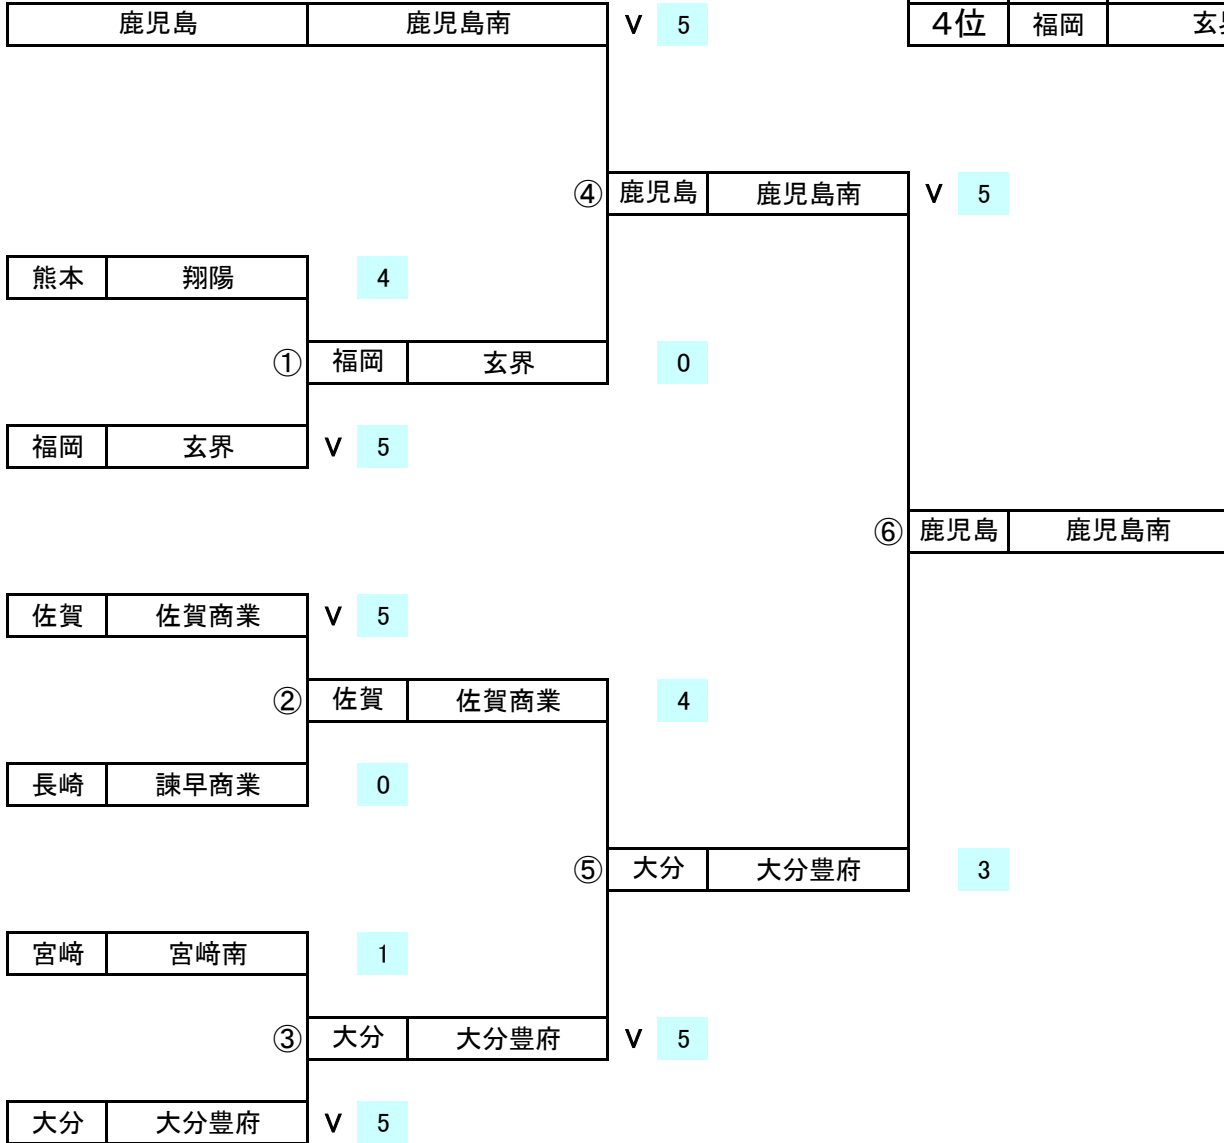 鹿児島 鹿児島南 V 5
4位 福岡
④ 鹿児島 鹿児島南 V 5
熊本 翔陽 4
① 福岡 玄界 0
福岡 玄界 V 5
⑥ 鹿児島 鹿児島南
佐賀 佐賀商業 V 5
② 佐賀 佐賀商業 4
長崎 諫早商業 0
⑤ 大分 大分豊府 3
宮﨑 宮﨑南 1
③ 大分 大分豊府 V 5
大分 大分豊府 V 5